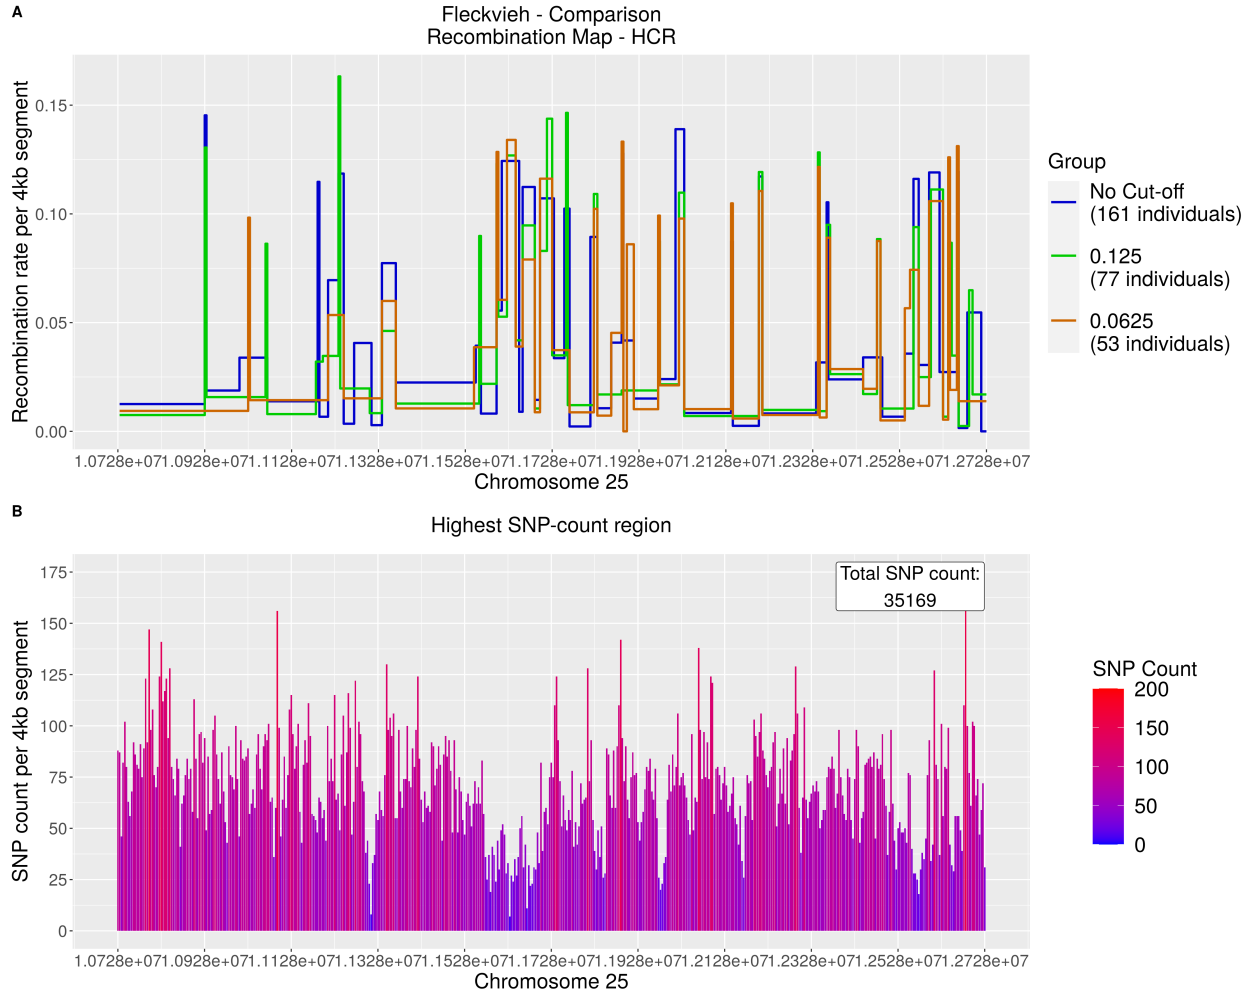 A
Fleckvieh - Comparison
Recombination Map - HCR
Recombination rate per 4kb segment
0.15
0.10
0.05
0.00
1.0728e+07 1.0928e+07 1.1128e+07 1.1328e+07 1.1528e+07 1.1728e+07 1.1928e+07 1.2128e+07 1.2328e+07 1.2528e+07 1.2728e+07
Chromosome 25
Group
No Cut-off
(161 individuals)
0.125
(77 individuals)
0.0625
(53 individuals)
B
Highest SNP-count region
SNP count per 4kb segment
175
150
125
100
75
50
25
0
Total SNP count:
35169
1.0728e+07 1.0928e+07 1.1128e+07 1.1328e+07 1.1528e+07 1.1728e+07 1.1928e+07 1.2128e+07 1.2328e+07 1.2528e+07 1.2728e+07
Chromosome 25
SNP Count
200
150
100
50
0